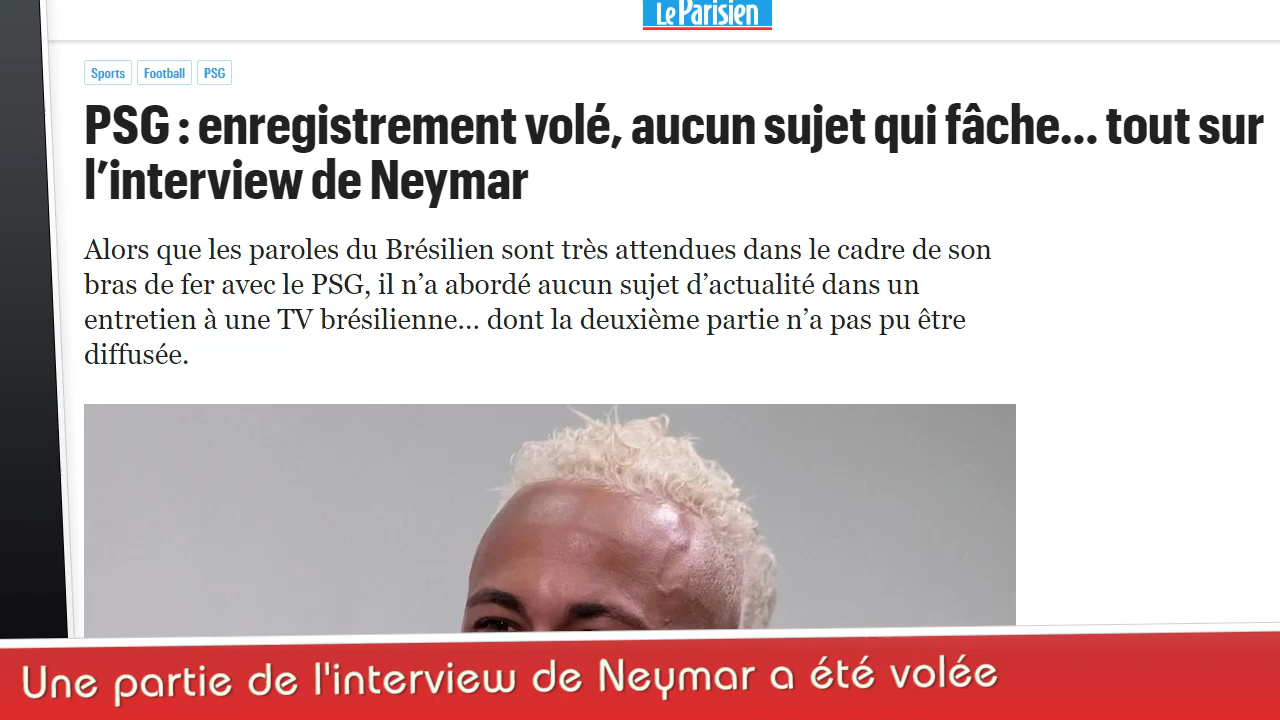 Le Parisien
Sports Football PSG
PSG : enregistrement volé, aucun sujet qui fâche... tout sur
l’interview de Neymar
Alors que les paroles du Brésilien sont très attendues dans le cadre de son
bras de fer avec le PSG, il n’a abordé aucun sujet d’actualité dans un
entretien à une TV brésilienne... dont la deuxième partie n’a pas pu être
diffusée.
Une partie de l'interview de Neymar a été volée